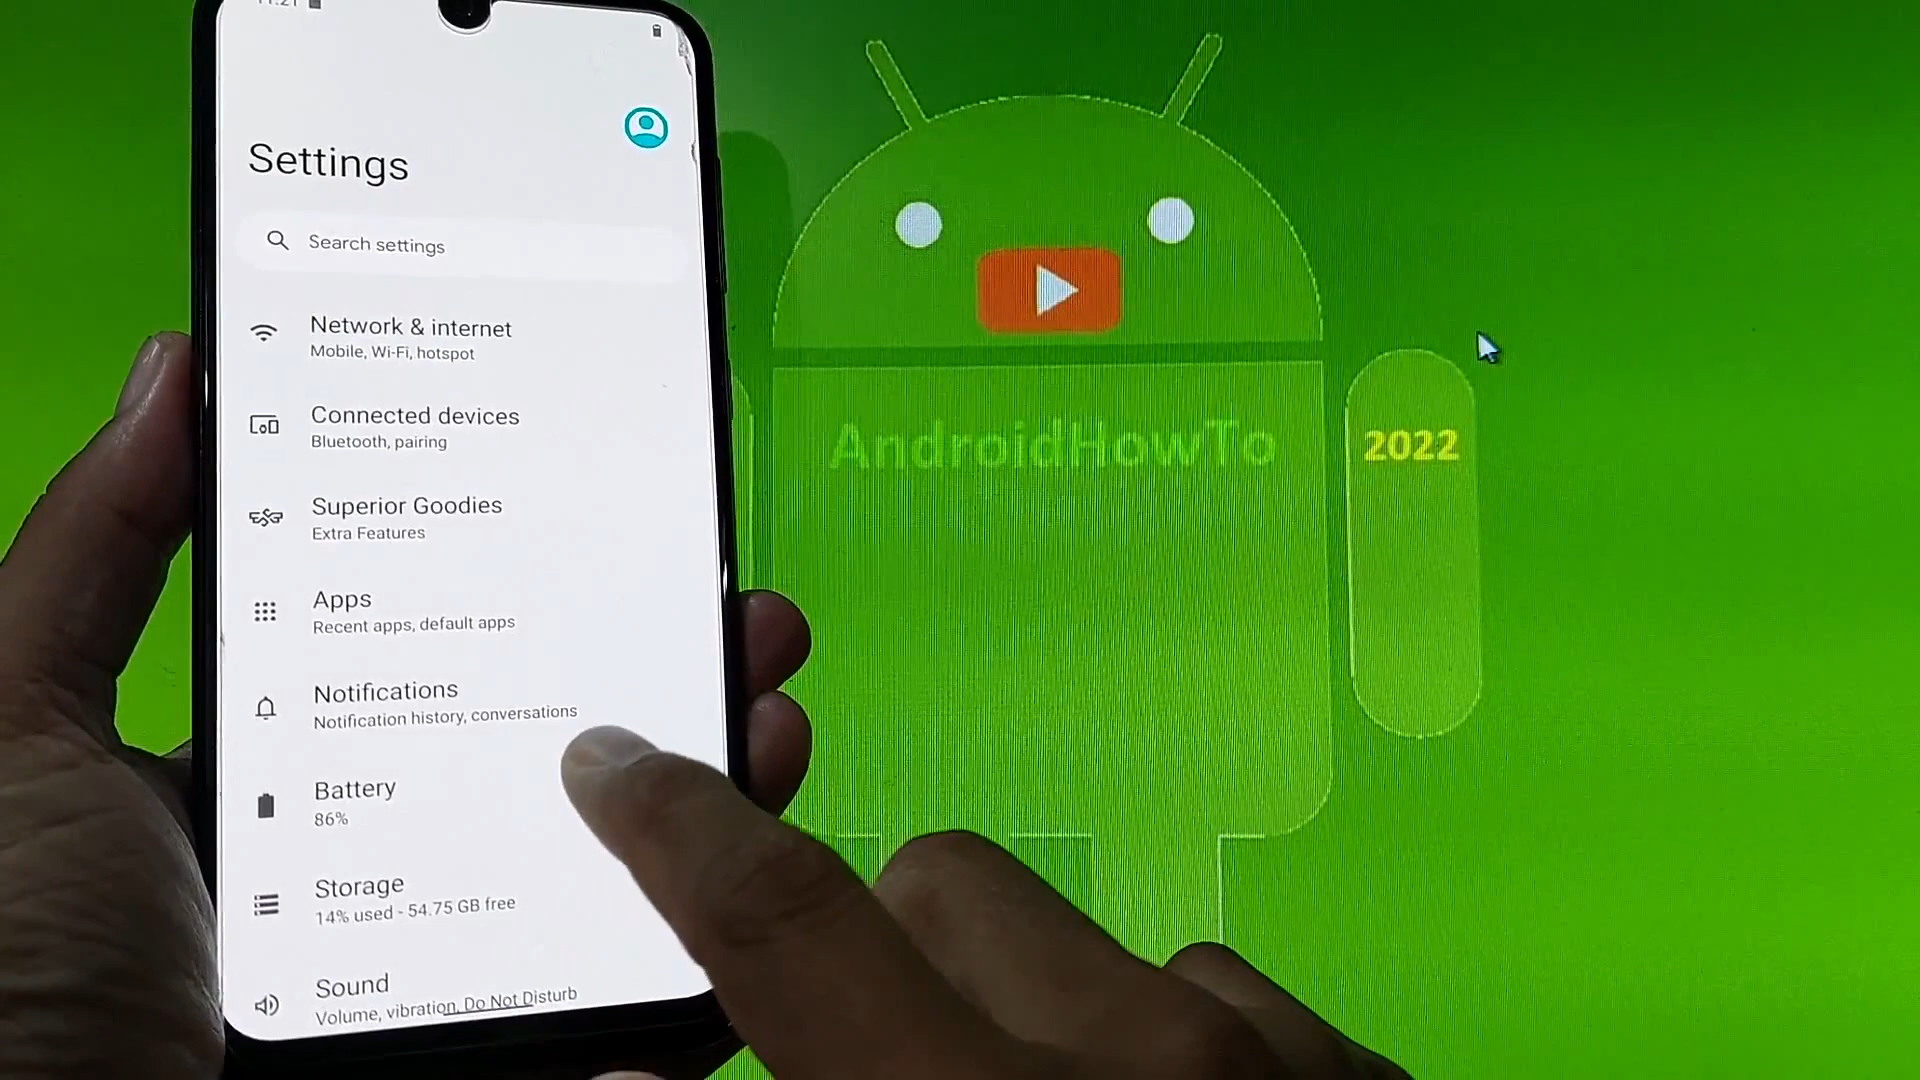 11:21
Settings
Search settings
Network & internet
Mobile, Wi-Fi, hotspot
Connected devices
Bluetooth, pairing
Superior Goodies
Extra Features
Apps
Recent apps, default apps
Notifications
Notification history, conversations
Battery
86%
Storage
14% used - 54.75 GB free
Sound
Volume, vibration, Do Not Disturb
AndroidHowTo
2022